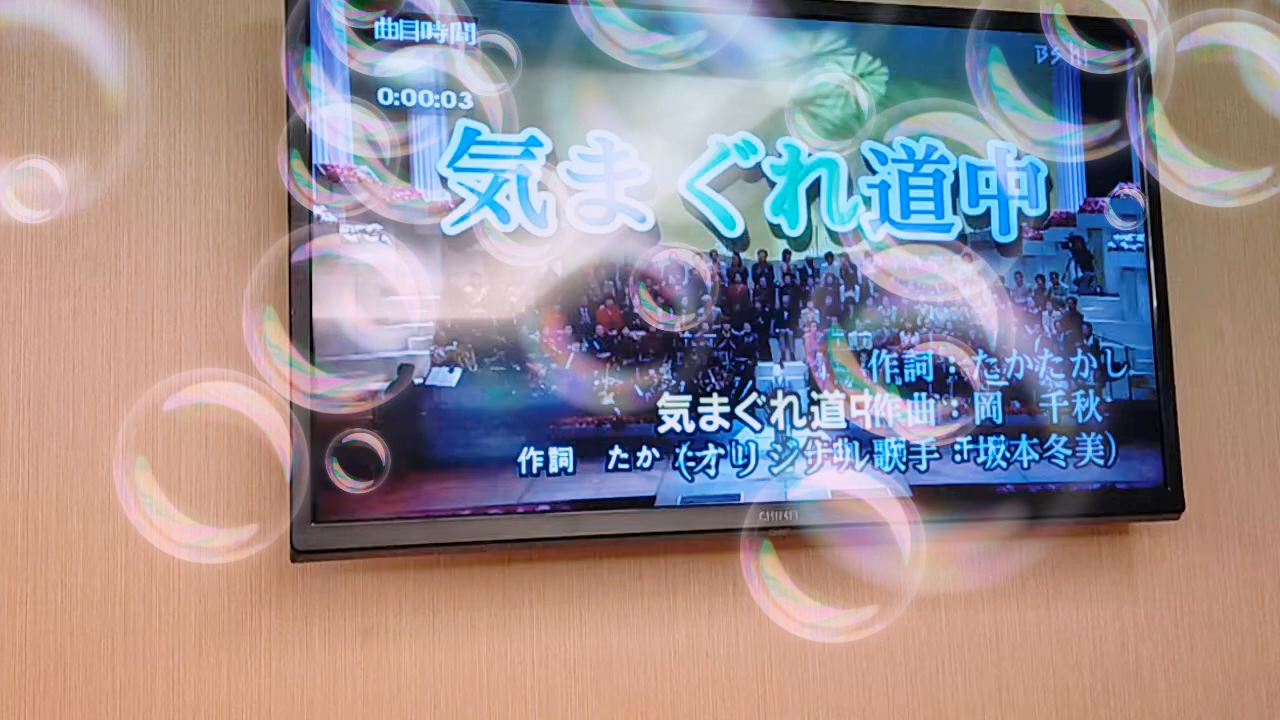 曲目時間
BS hi
0:00:03
気まぐれ道中
作詞:たかたかし
気まぐれ道中
作曲:岡 千秋
作詞 たか
(オリジナル歌手:坂本冬美)